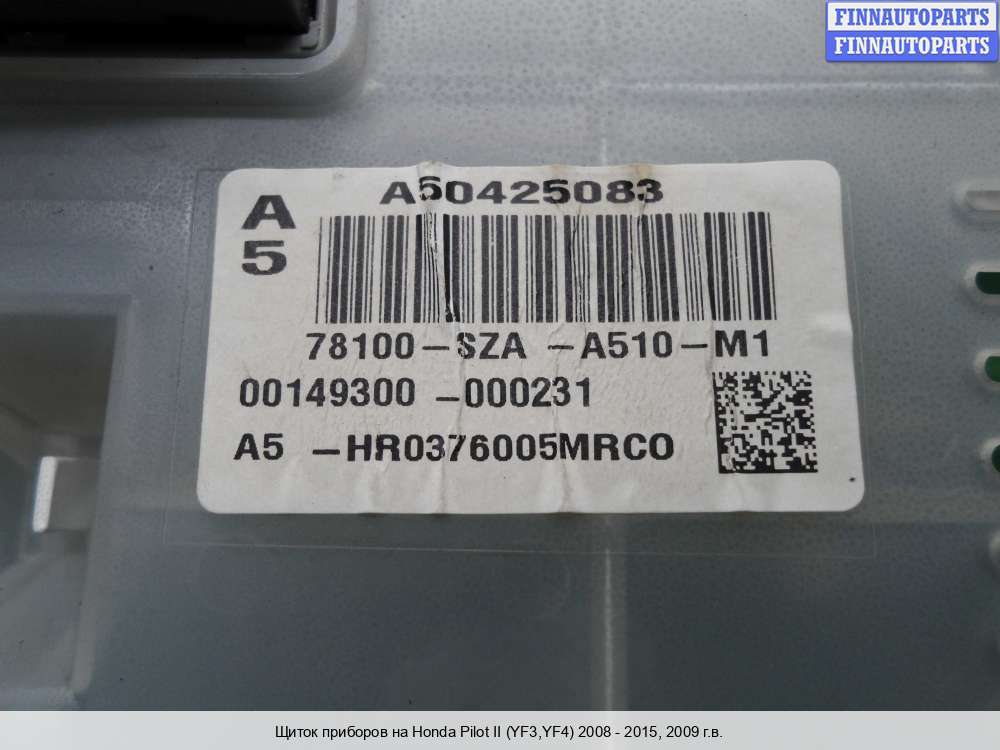 FINNAUTOPARTS
FINNAUTOPARTS
A50425083
A
5
78100-SZA -A510-M1
00149300 -000231
A5 -HR0376005MRCO
Щиток приборов на Honda Pilot II (YF3,YF4) 2008 - 2015, 2009 г.в.